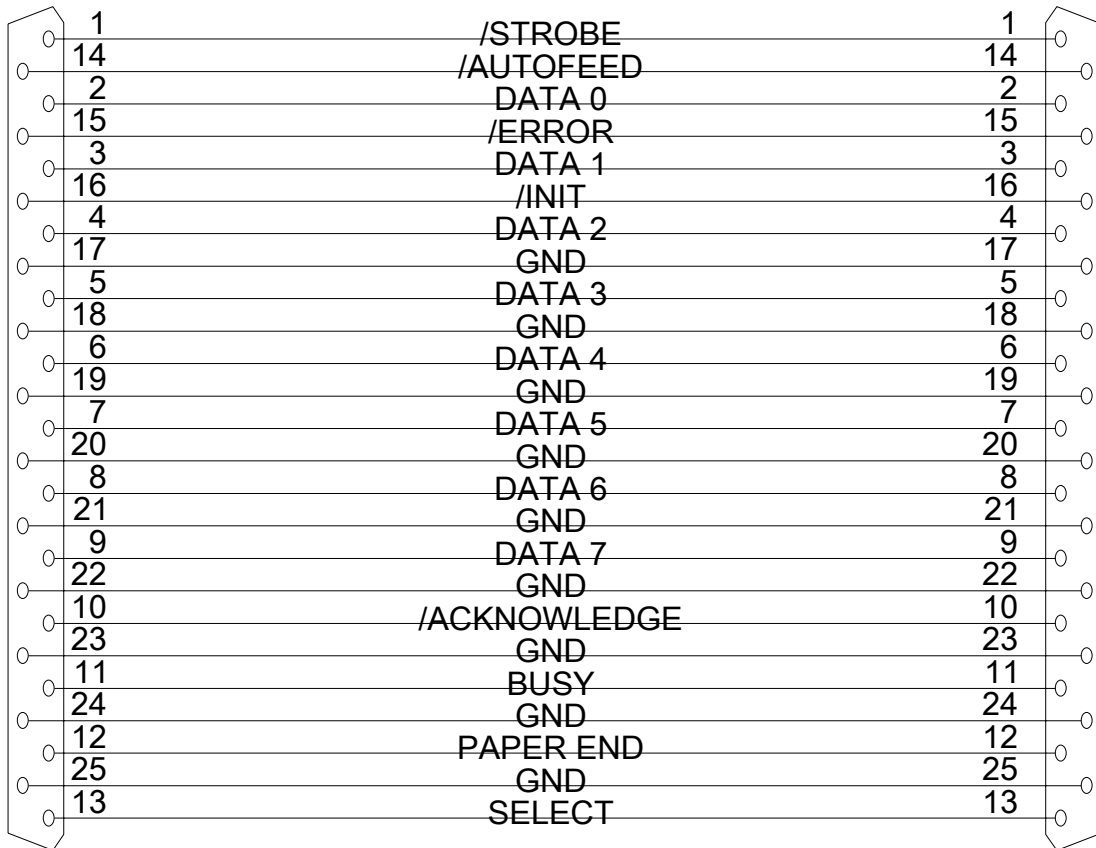 1 /STROBE 1
14 /AUTOFEED 14
2 DATA 0 2
15 /ERROR 15
3 DATA 1 3
16 /INIT 16
4 DATA 2 4
17 GND 17
5 DATA 3 5
18 GND 18
6 DATA 4 6
19 GND 19
7 DATA 5 7
20 GND 20
8 DATA 6 8
21 GND 21
9 DATA 7 9
22 GND 22
10 /ACKNOWLEDGE 10
23 GND 23
11 BUSY 11
24 GND 24
12 PAPER END 12
25 GND 25
13 SELECT 13